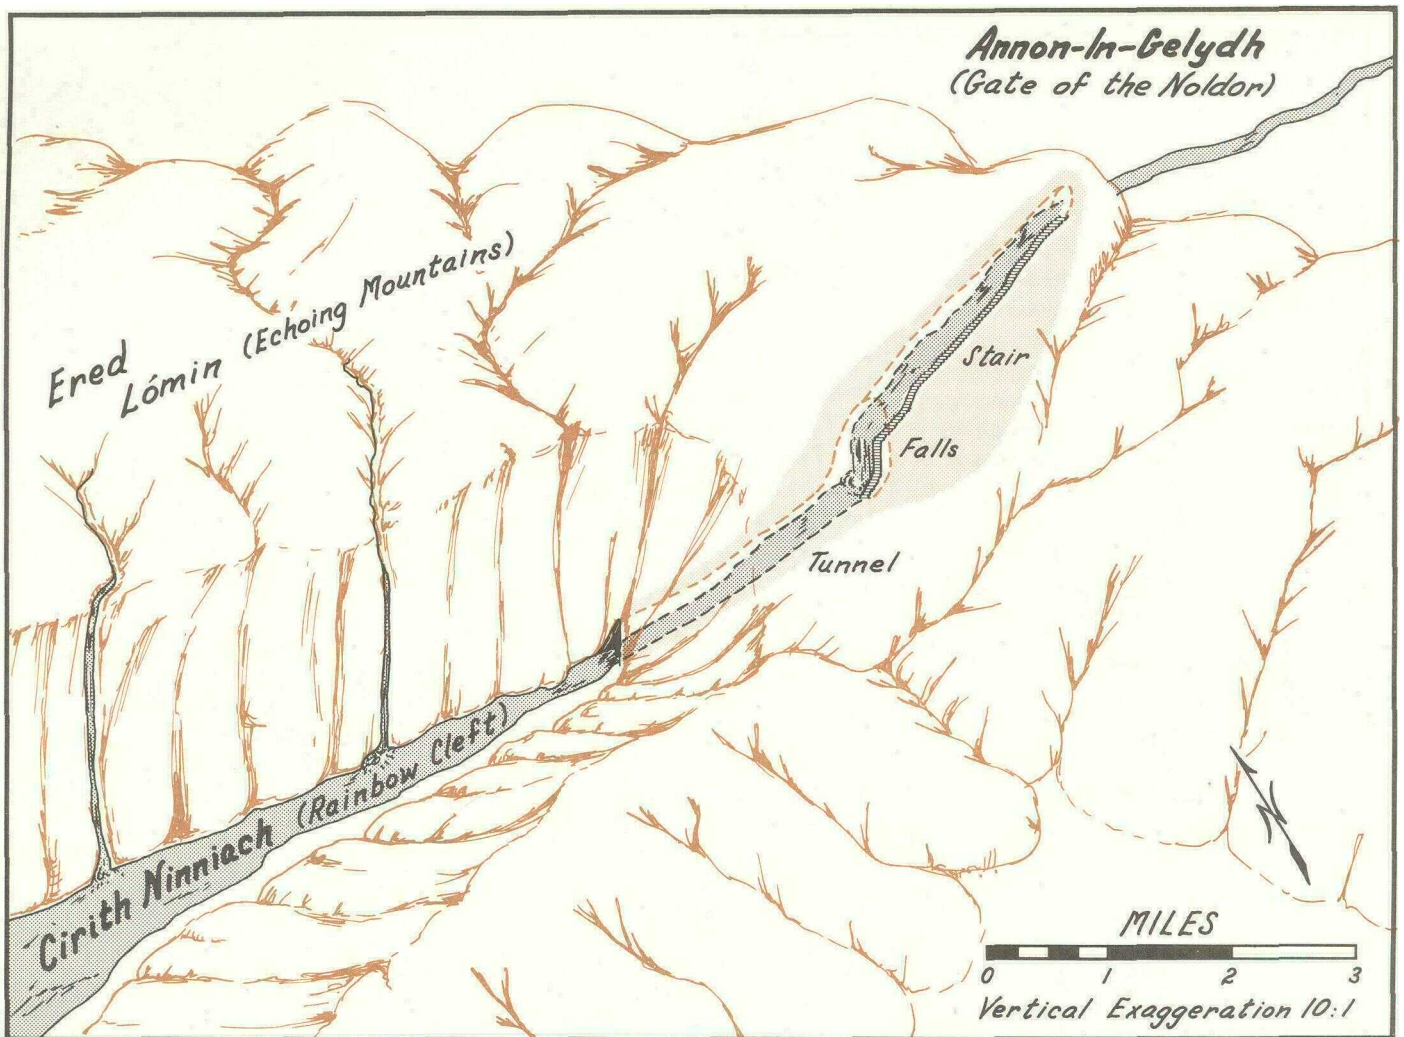 Annon-In-Gelydh
(Gate of the Noldor)
Ered
Lómin (Echoing Mountains)
Stair
Falls
Tunnel
Cirith Ninniach (Rainbow Cleft)
N
MILES
0 1 2 3
Vertical Exaggeration 10:1